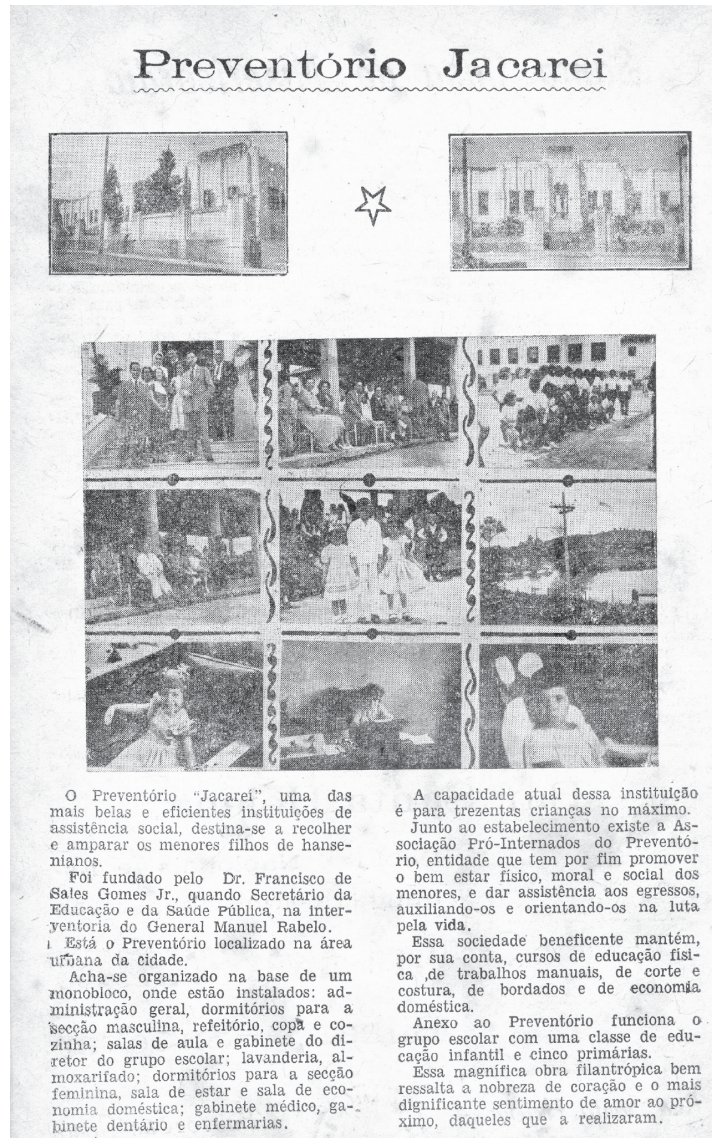 Preventório Jacarei
O Preventório "Jacarei", uma das
mais belas e eficientes instituições de
assistência social, destina-se a recolher
e amparar os menores filhos de hanse-
nianos.
Foi fundado pelo Dr. Francisco de
Sales Gomes Jr., quando Secretário da
Educação e da Saúde Pública, na inter-
ventoria do General Manuel Rabelo.
Está o Preventório localizado na área
urbana da cidade.
Acha-se organizado na base de um
monobloco, onde estão instalados: ad-
ministração geral, dormitórios para a
secção masculina, refeitório, copa e co-
zinha; salas de aula e gabinete do di-
retor do grupo escolar; lavanderia, al-
moxarifado; dormitórios para a secção
feminina, sala de estar e sala de eco-
nomia doméstica; gabinete médico, ga-
binete dentário e enfermarias.
A capacidade atual dessa instituição
é para trezentas crianças no máximo.
Junto ao estabelecimento existe a As-
sociação Pró-Internados do Preventó-
rio, entidade que tem por fim promover
o bem estar físico, moral e social dos
menores, e dar assistência aos egressos,
auxiliando-os e orientando-os na luta
pela vida.
Essa sociedade beneficente mantém,
por sua conta, cursos de educação físi-
ca ,de trabalhos manuais, de corte e
costura, de bordados e de economia
doméstica.
Anexo ao Preventório funciona o
grupo escolar com uma classe de edu-
cação infantil e cinco primárias.
Essa magnífica obra filantrópica bem
ressalta a nobreza de coração e o mais
dignificante sentimento de amor ao pró-
ximo, daqueles que a realizaram.